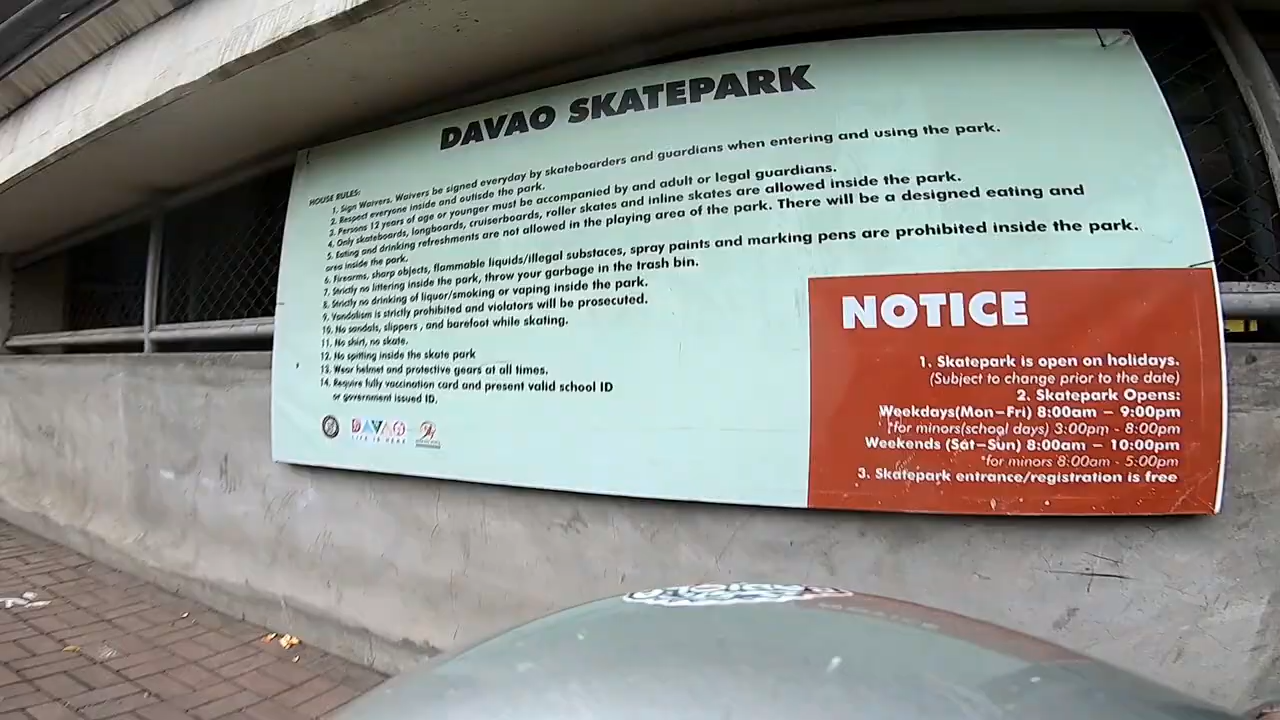 DAVAO SKATEPARK
HOUSE RULES:
1. Sign Waivers. Waivers be signed everyday by skateboarders and guardians when entering and using the park.
2. Resped everyone inside and outisde the park.
3. Persons 12 years of age or younger must be accompanied by and adult or legal guardians.
4. Only skateboards, longboards, cruiserboards, roller skates and inline skates are allowed inside the park.
5. Eating and drinking refreshments are not allowed in the playing area of the park. There will be a designed eating and
area inside the park.
6. Firearms, sharp objects, flammable liquids/illegal substaces, spray paints and marking pens are prohibited inside the park.
7. Strictly no littering inside the park, throw your garbage in the trash bin.
8. Strictly no drinking of liquor/smoking or vaping inside the park.
9. Vandalism is strictly prohibited and violators will be prosecuted.
10. No sandals, slippers , and barefoot while skating.
11. No shirt, no skate.
12. No spitting inside the skate park
13. Wear helmet and protective gears at all times.
14. Require fully vaccination card and present valid school ID
or government issued ID.
DAVAO
LIFE IS HERE
NOTICE
1. Skatepark is open on holidays.
(Subject to change prior to the date)
2. Skatepark Opens:
Weekdays(Mon-Fri) 8:00am – 9:00pm
*for minors(school days) 3:00pm - 8:00pm
Weekends (Sat-Sun) 8:00am – 10:00pm
*for minors 8:00am - 5:00pm
3. Skatepark entrance/registration is free